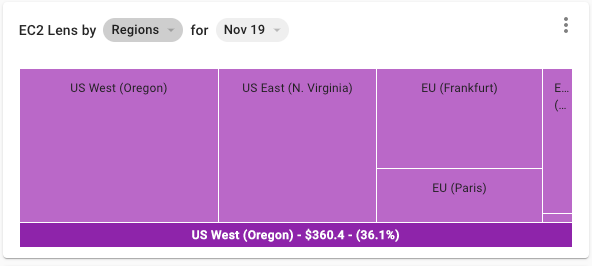 EC2 Lens by Regions for Nov 19
US West (Oregon)
US East (N. Virginia)
EU (Frankfurt)
E...
(...
EU (Paris)
US West (Oregon) - $360.4 - (36.1%)